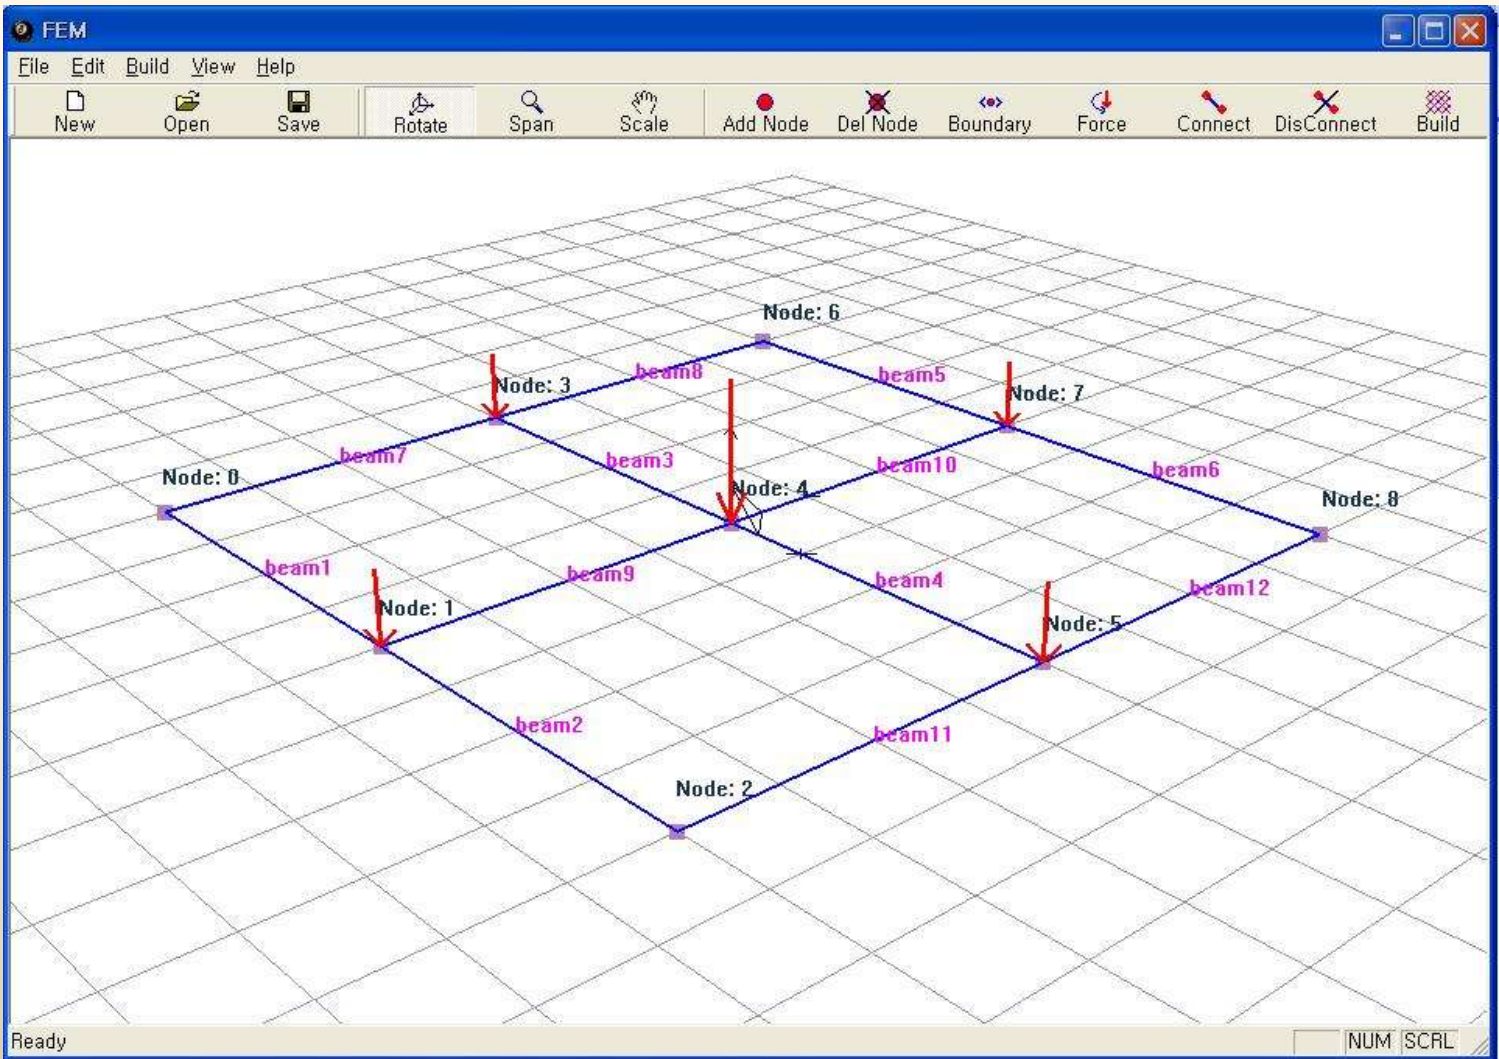 FEM
File Edit Build View Help
New Open Save Rotate Span Scale Add Node Del Node Boundary Force Connect DisConnect Build
Node: 6
beam8 beam5
Node: 3 Node: 7
beam7 beam3 beam10 beam6
Node: 0 Node: 4 Node: 8
beam1 beam9 beam4 beam12
Node: 1 Node: 5
beam2 beam11
Node: 2
Ready NUM SCRL